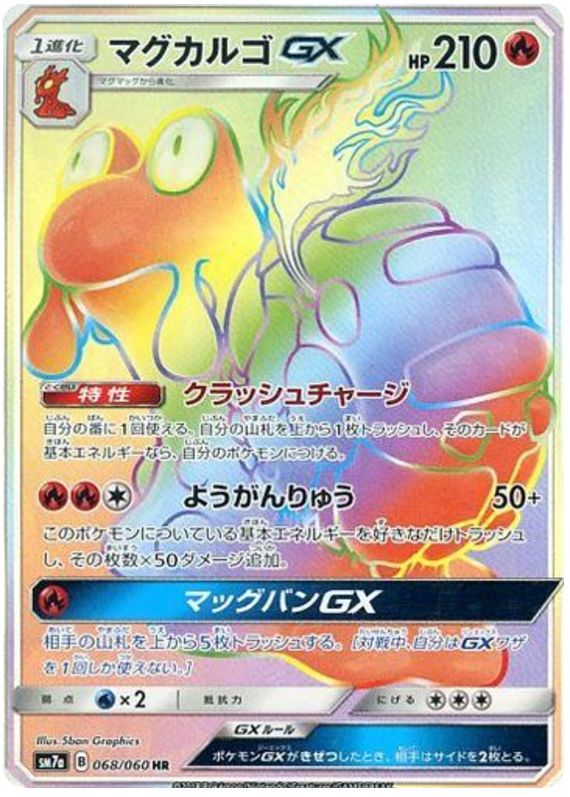 1進化
マグカルゴGX
HP210
マグマッグから進化
特性
クラッシュチャージ
自分の番に1回使える。自分の山札を上から1枚トラッシュし、そのカードが
基本エネルギーなら、自分のポケモンにつける。
ようがんりゅう 50+
このポケモンについている基本エネルギーを好きなだけトラッシュ
し、その枚数×50ダメージ追加。
マッグバンGX
相手の山札を上から5枚トラッシュする。[対戦中、自分はGXワザ
を1回しか使えない。]
弱点 ×2 抵抗力 にげる
Illus. 5ban Graphics
GXルール
ポケモンGXがきぜつしたとき、相手はサイドを2枚とる。
SM7a B 068/060 HR